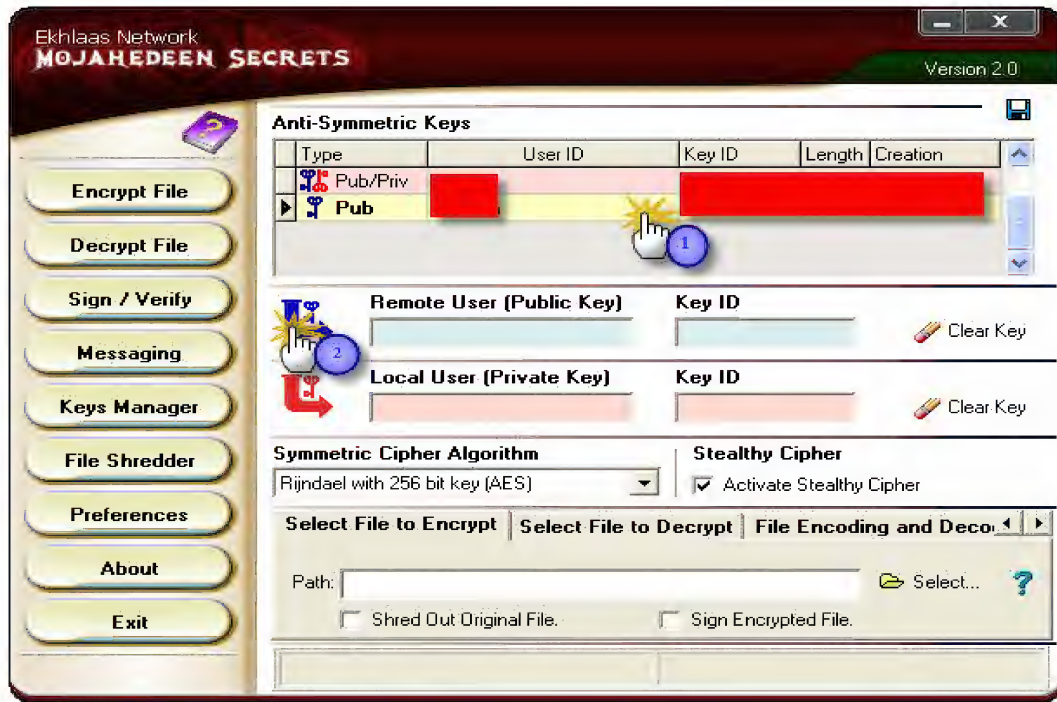 Ekhlaas Network
MOJAHEDEEN SECRETS
Version 2.0
Encrypt File
Decrypt File
Sign / Verify
Messaging
Keys Manager
File Shredder
Preferences
About
Exit
Anti-Symmetric Keys
Type User ID Key ID Length Creation
Pub/Priv
Pub
1
Remote User (Public Key) Key ID
Clear Key
2
Local User (Private Key) Key ID
Clear Key
Symmetric Cipher Algorithm Stealthy Cipher
Rijndael with 256 bit key (AES) Activate Stealthy Cipher
Select File to Encrypt Select File to Decrypt File Encoding and Deco
Path: Select... ?
Shred Out Original File. Sign Encrypted File.